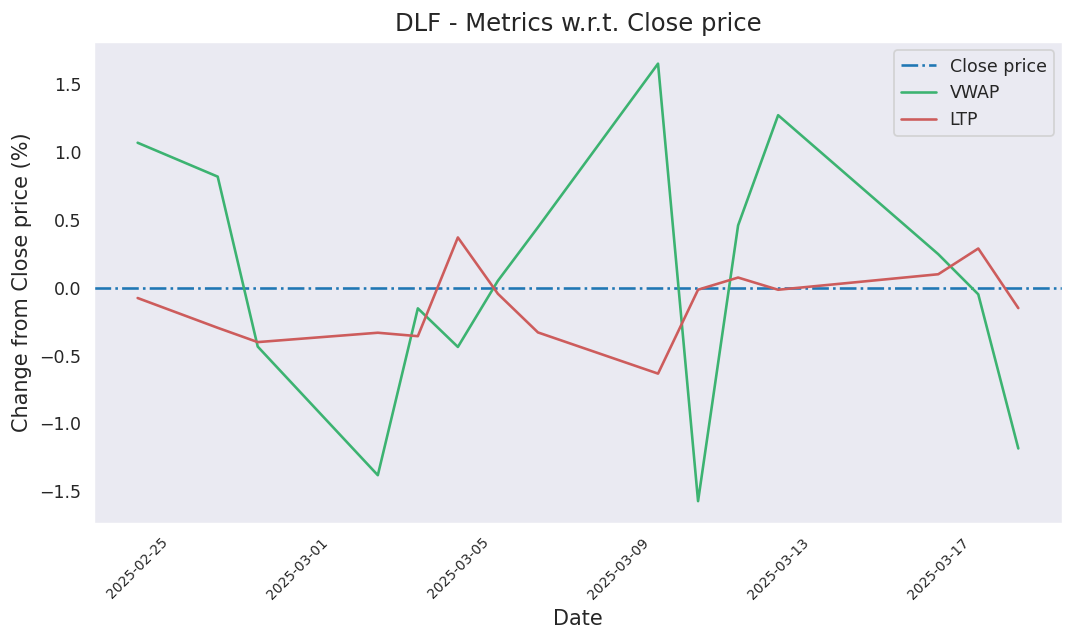 DLF - Metrics w.r.t. Close price
Close price
VWAP
LTP
Change from Close price (%)
1.5
1.0
0.5
0.0
−0.5
−1.0
−1.5
2025-02-25
2025-03-01
2025-03-05
2025-03-09
2025-03-13
2025-03-17
Date